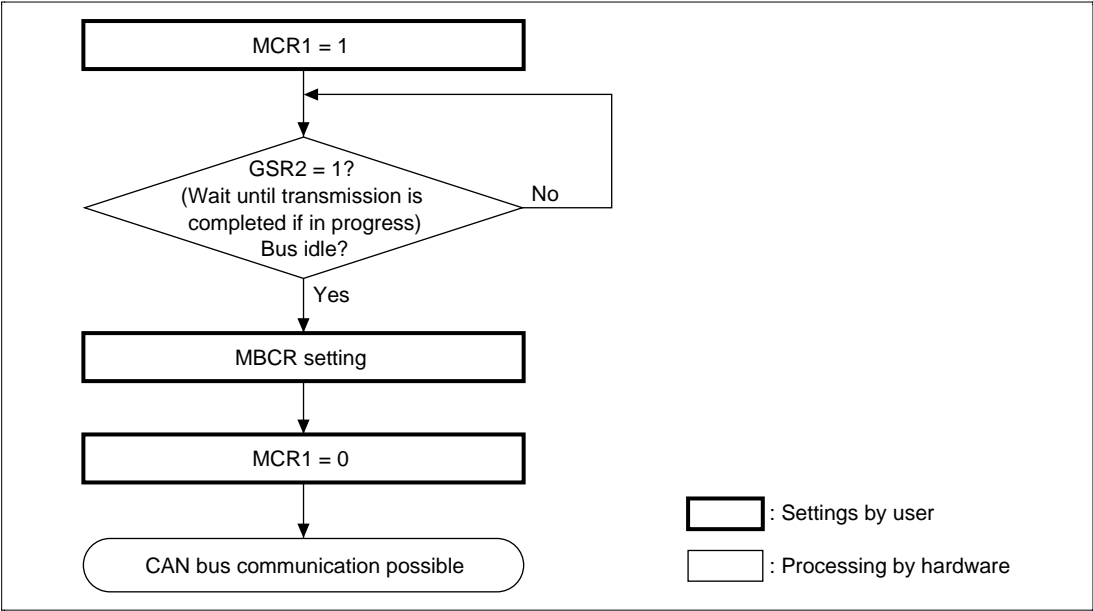 MCR1 = 1
GSR2 = 1?
(Wait until transmission is
completed if in progress)
Bus idle?
No
Yes
MBCR setting
MCR1 = 0
CAN bus communication possible
: Settings by user
: Processing by hardware